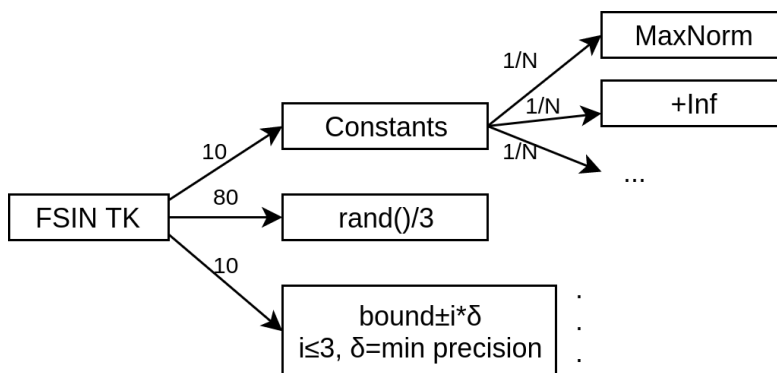 MaxNorm
1/N
+Inf
1/N
Constants
1/N
...
10
FSIN TK
80
rand()/3
10
bound±i*δ
i≤3, δ=min precision
.
.
.